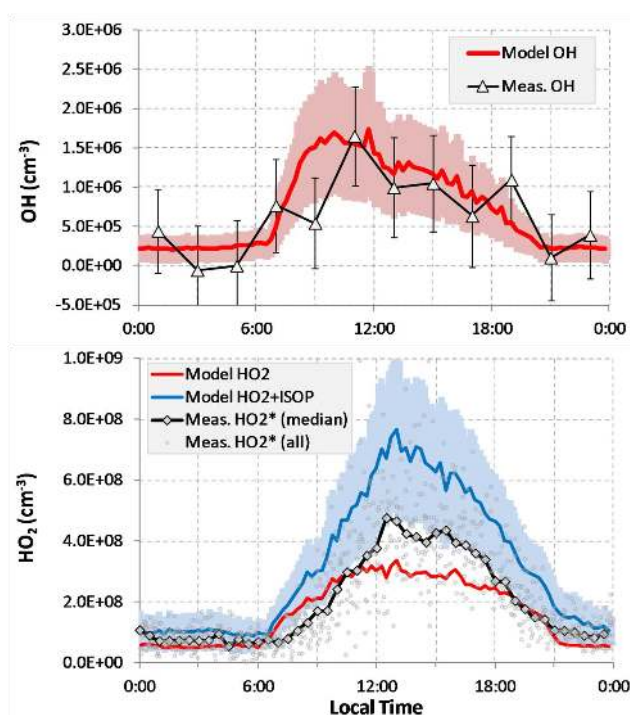 3.0E+06
2.5E+06
2.0E+06
1.5E+06
1.0E+06
5.0E+05
0.0E+00
-5.0E+05
OH (cm⁻³)
Model OH
Meas. OH
0:00 6:00 12:00 18:00 0:00
1.0E+09
8.0E+08
6.0E+08
4.0E+08
2.0E+08
0.0E+00
HO₂ (cm⁻³)
Model HO2
Model HO2+ISOP
Meas. HO2* (median)
Meas. HO2* (all)
0:00 6:00 12:00 18:00 0:00
Local Time